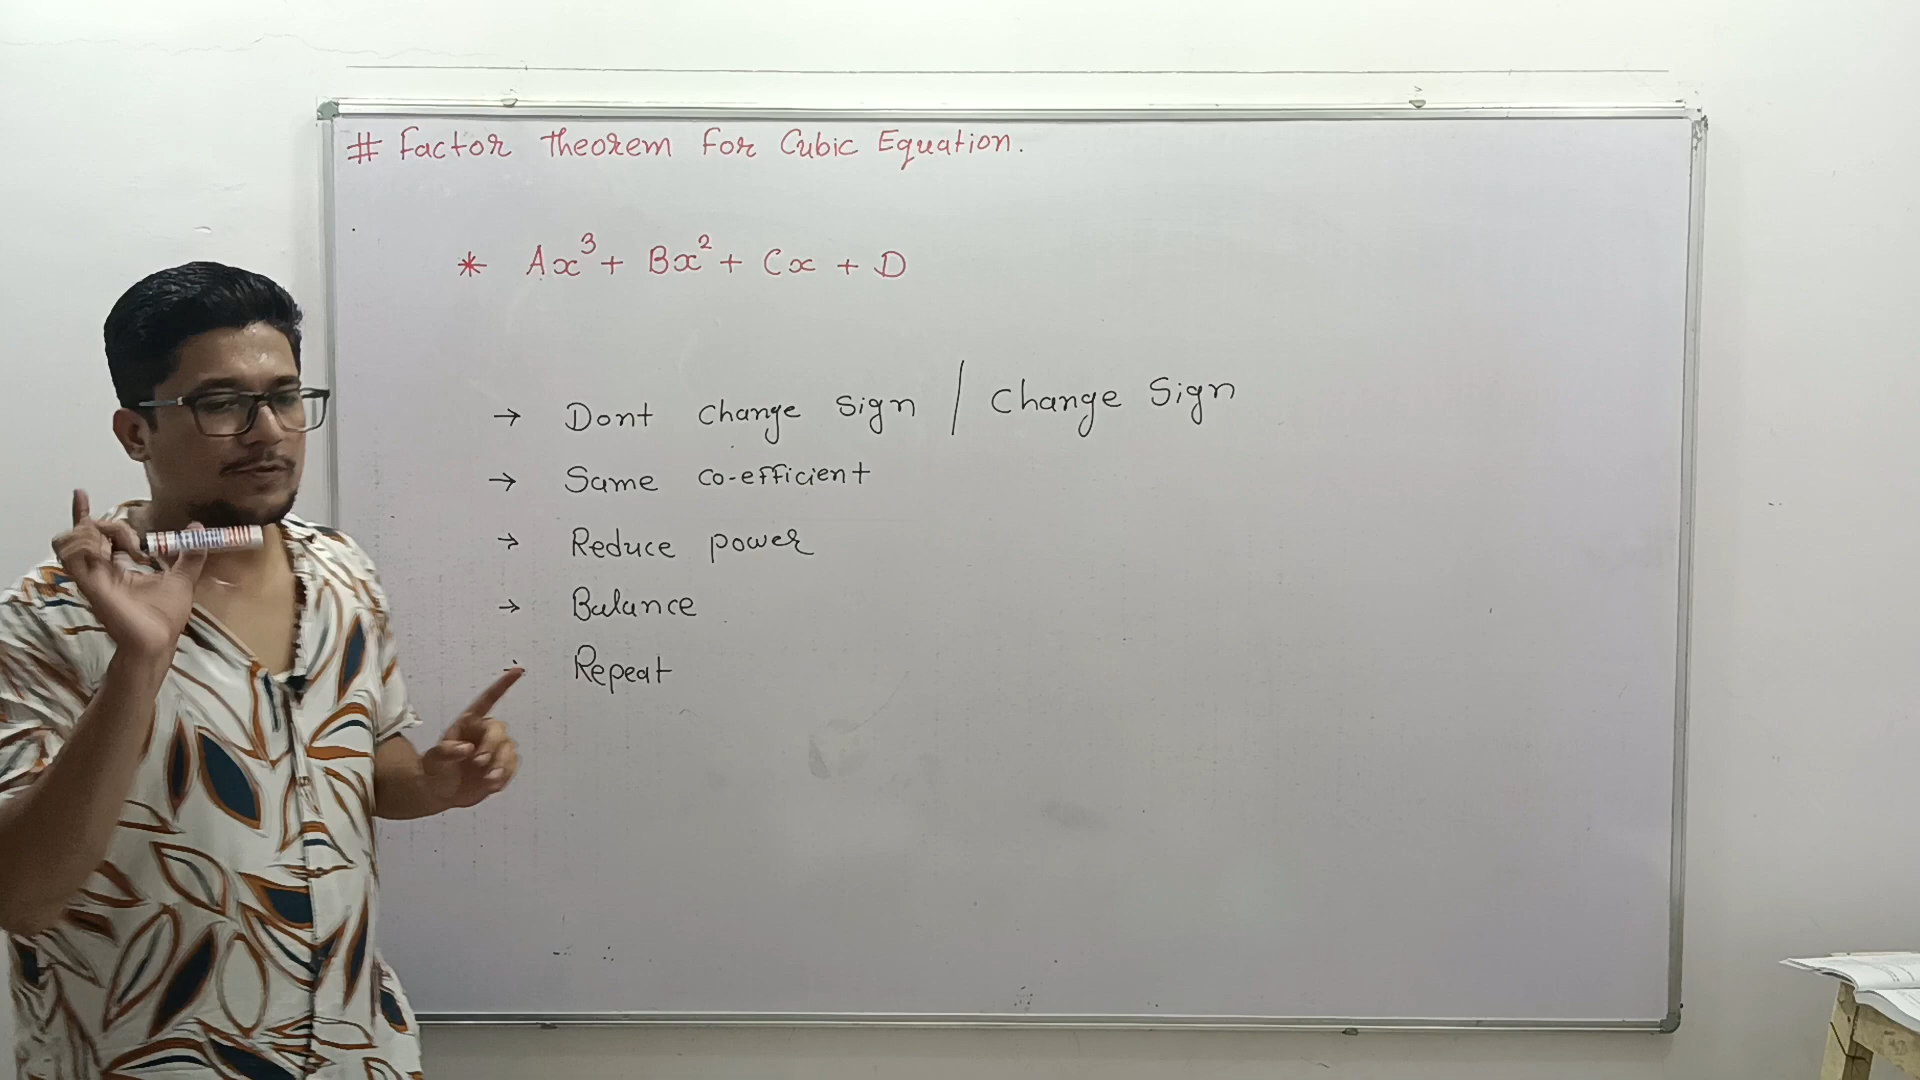 # Factor Theorem For Cubic Equation.
* Ax³ + Bx² + Cx + D
→ Dont change sign / Change Sign
→ Same co-efficient
→ Reduce power
→ Balance
→ Repeat